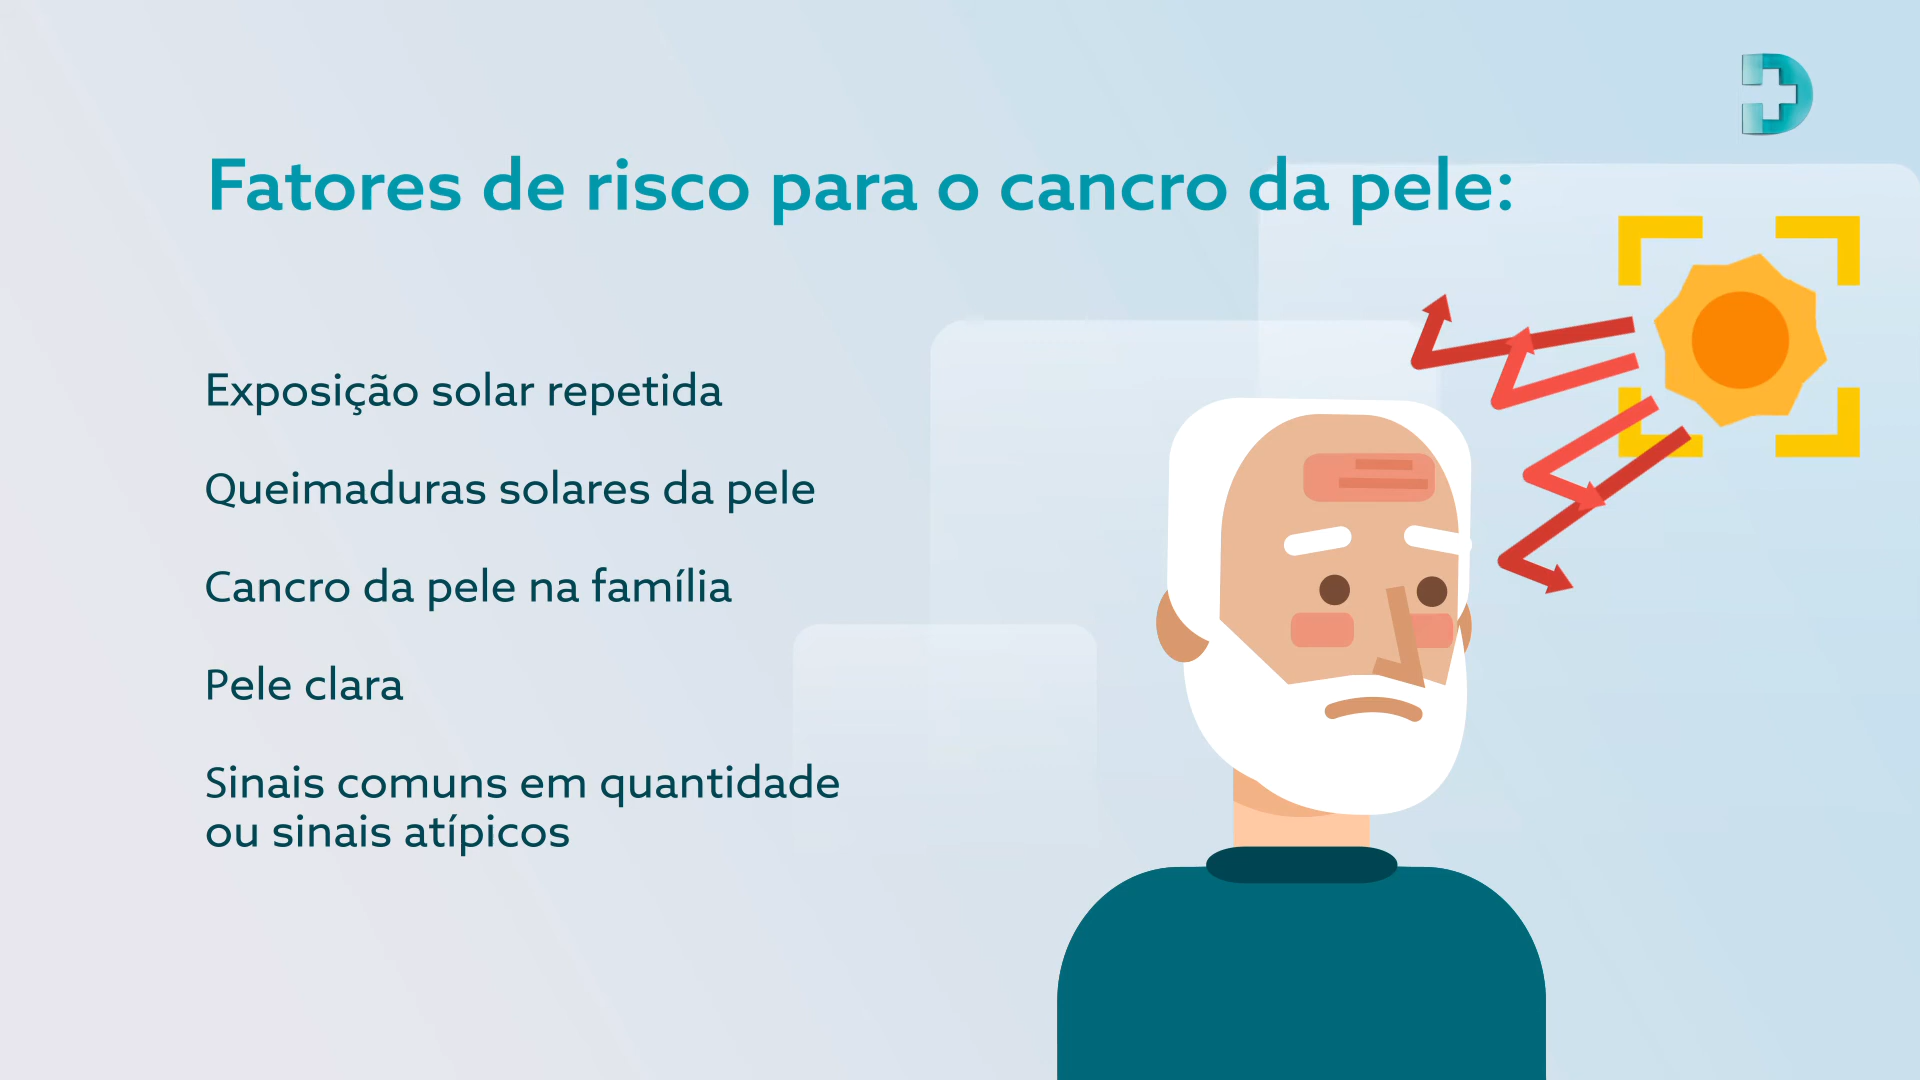 Fatores de risco para o cancro da pele:
Exposição solar repetida
Queimaduras solares da pele
Cancro da pele na família
Pele clara
Sinais comuns em quantidade
ou sinais atípicos